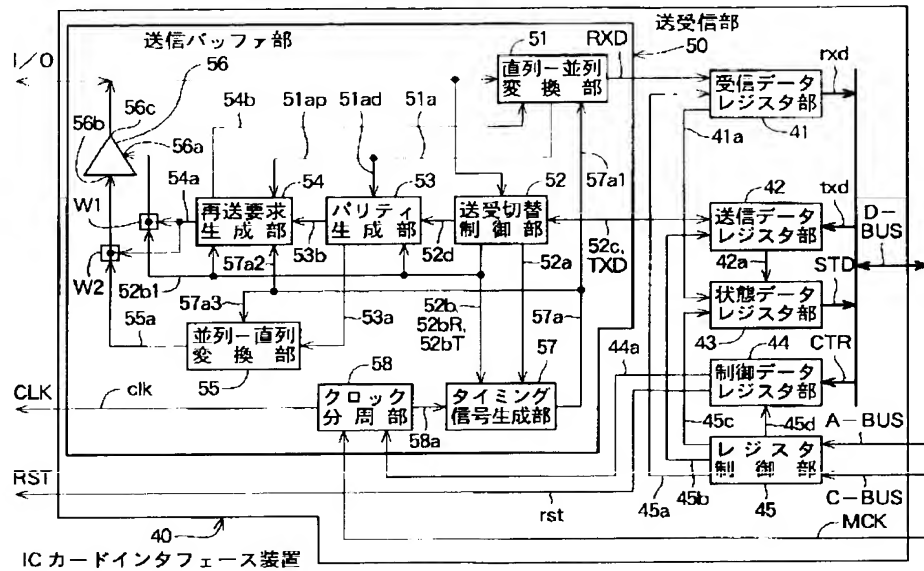 送信バッファ部
送受信部
I/O
56
54b
51ap
51ad
51a
51
RXD
50
直列－並列
変換部
受信データ
レジスタ部
rxd
56c
56b
56a
54a
54
53
52
57a1
41a
41
W1
再送要求
生成部
パリティ
生成部
送受切替
制御部
42
送信データ
レジスタ部
txd
D-
BUS
W2
57a2
53b
52d
52c,
TXD
42a
STD
52b1
52a
状態データ
レジスタ部
57a3
53a
52b,
52bR,
52bT
57a
43
55a
並列－直列
変換部
55
58
57
44a
44
CTR
制御データ
レジスタ部
CLK
clk
クロック
分周部
58a
タイミング
信号生成部
45c
45d
A-BUS
レジスタ
制御部
RST
rst
45a
45b
45
C-BUS
40
MCK
ICカードインタフェース装置